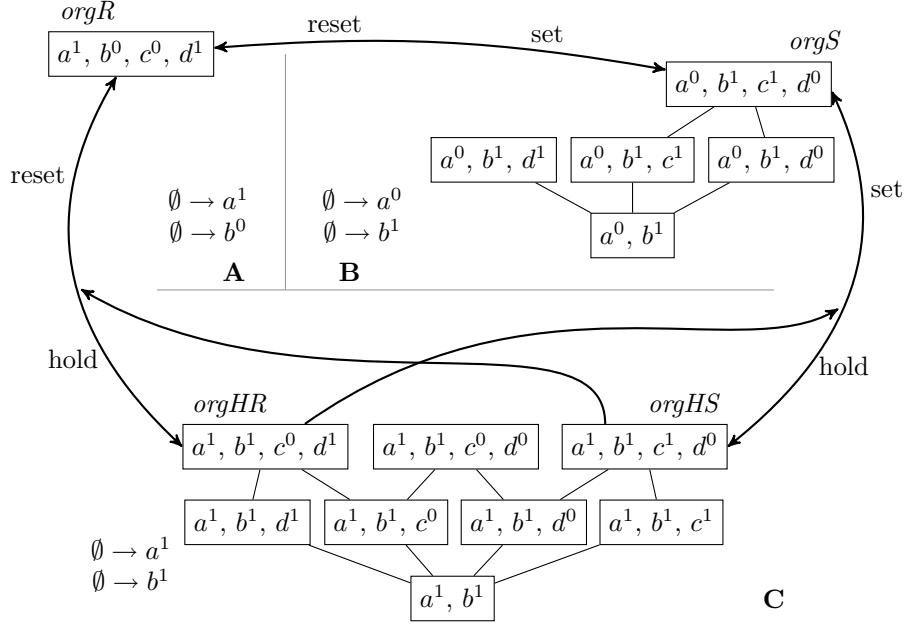 orgR
reset
set
orgS
a¹, b⁰, c⁰, d¹
a⁰, b¹, c¹, d⁰
a⁰, b¹, d¹
a⁰, b¹, c¹
a⁰, b¹, d⁰
reset
set
∅ → a¹
∅ → b⁰
∅ → a⁰
∅ → b¹
a⁰, b¹
A
B
hold
hold
orgHR
orgHS
a¹, b¹, c⁰, d¹
a¹, b¹, c⁰, d⁰
a¹, b¹, c¹, d⁰
a¹, b¹, d¹
a¹, b¹, c⁰
a¹, b¹, d⁰
a¹, b¹, c¹
∅ → a¹
∅ → b¹
a¹, b¹
C